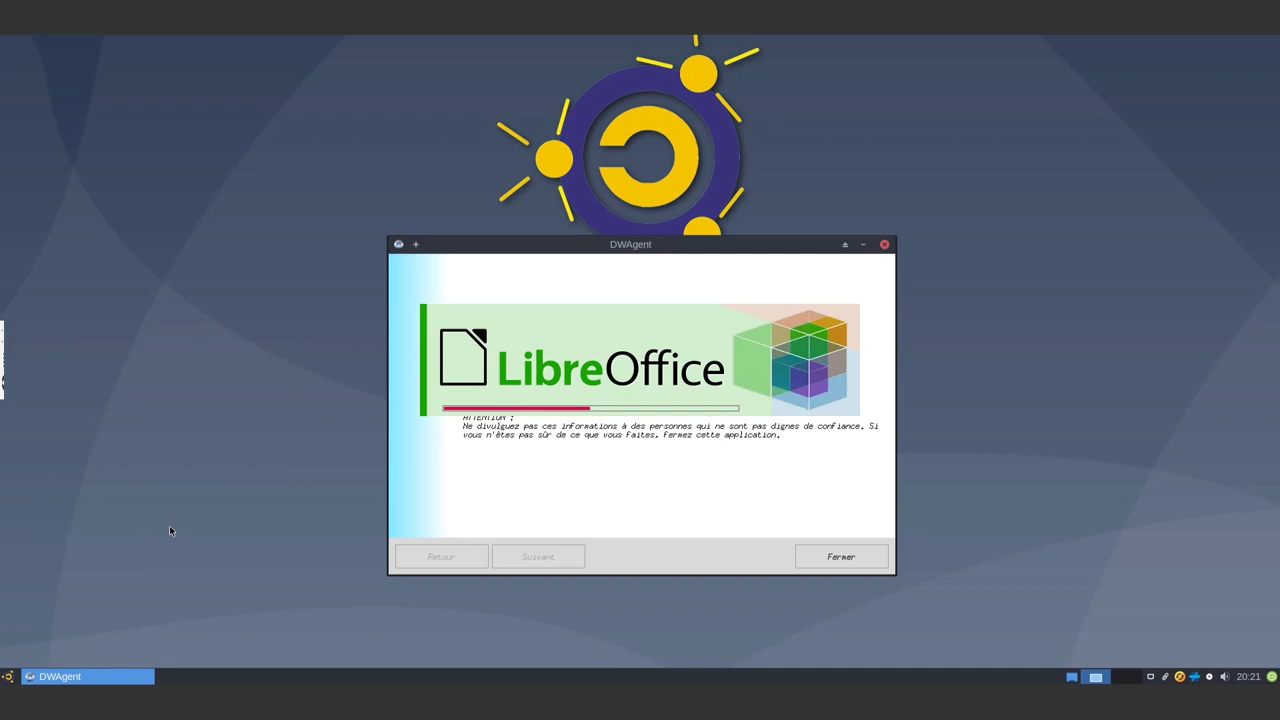 DWAgent
LibreOffice
ATTENTION :
Ne divulguez pas ces informations à des personnes qui ne sont pas dignes de confiance. Si
vous n'êtes pas sûr de ce que vous faites, fermez cette application.
Retour
Suivant
Fermer
DWAgent
20:21